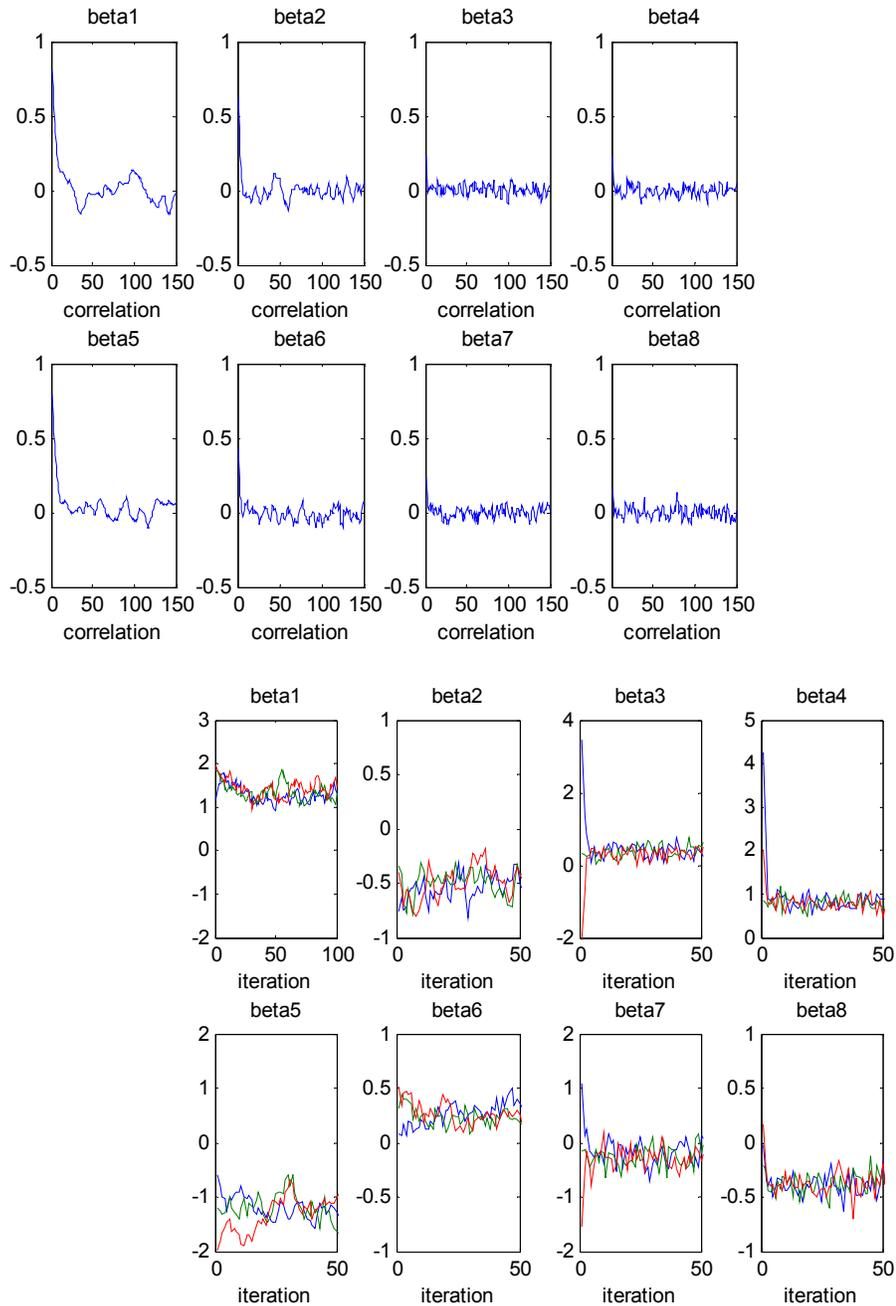 beta1 beta2 beta3 beta4
1 1 1 1
0.5 0.5 0.5 0.5
0 0 0 0
-0.5 -0.5 -0.5 -0.5
0 50 100 150 0 50 100 150 0 50 100 150 0 50 100 150
correlation correlation correlation correlation
beta5 beta6 beta7 beta8
1 1 1 1
0.5 0.5 0.5 0.5
0 0 0 0
-0.5 -0.5 -0.5 -0.5
0 50 100 150 0 50 100 150 0 50 100 150 0 50 100 150
correlation correlation correlation correlation
beta1 beta2 beta3 beta4
3 1 4 5
2 0.5 4
1 2 3
0 0 2
-1 -0.5 0 1
-2 -1 -2 0
0 50 100 0 50 0 50 0 50
iteration iteration iteration iteration
beta5 beta6 beta7 beta8
2 1 2 1
1 0.5 1 0.5
0 0 0 0
-1 -0.5 -1 -0.5
-2 -1 -2 -1
0 50 0 50 0 50 0 50
iteration iteration iteration iteration